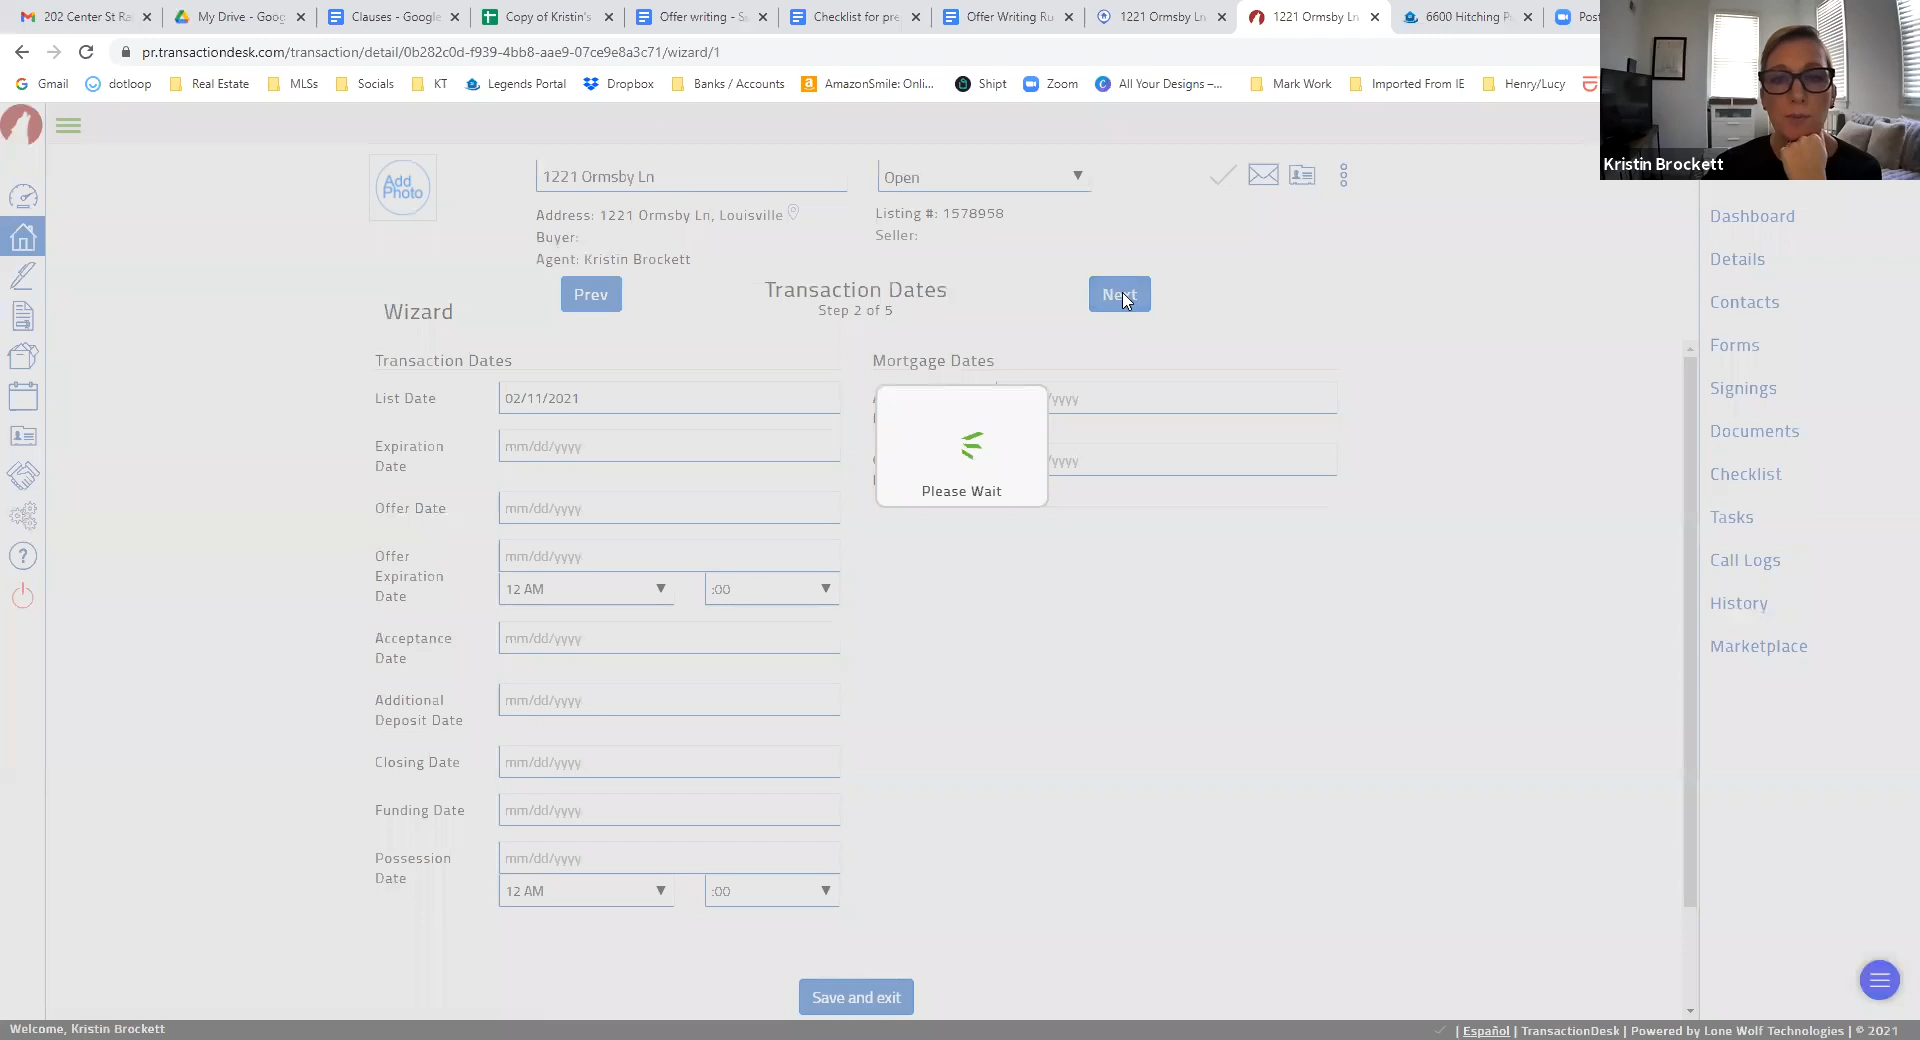 202 Center St Ra
My Drive - Goog
Clauses - Google
Copy of Kristin's
Offer writing - S
Checklist for pre
Offer Writing Ru
1221 Ormsby Ln
1221 Ormsby Ln
6600 Hitching P
Post
pr.transactiondesk.com/transaction/detail/0b282c0d-f939-4bb8-aae9-07ce9e8a3c71/wizard/1
Gmail
dotloop
Real Estate
MLSs
Socials
KT
Legends Portal
Dropbox
Banks / Accounts
AmazonSmile: Onli...
Shipt
Zoom
All Your Designs –...
Mark Work
Imported From IE
Henry/Lucy
Kristin Brockett
Add Photo
1221 Ormsby Ln
Open
Address: 1221 Ormsby Ln, Louisville
Listing #: 1578958
Buyer:
Seller:
Agent: Kristin Brockett
Wizard
Prev
Transaction Dates
Step 2 of 5
Next
Transaction Dates
Mortgage Dates
List Date
02/11/2021
/yyyy
Expiration Date
mm/dd/yyyy
/yyyy
Offer Date
mm/dd/yyyy
Please Wait
Offer Expiration Date
mm/dd/yyyy
12 AM
:00
Acceptance Date
mm/dd/yyyy
Additional Deposit Date
mm/dd/yyyy
Closing Date
mm/dd/yyyy
Funding Date
mm/dd/yyyy
Possession Date
mm/dd/yyyy
12 AM
:00
Save and exit
Dashboard
Details
Contacts
Forms
Signings
Documents
Checklist
Tasks
Call Logs
History
Marketplace
Welcome, Kristin Brockett
| Español | TransactionDesk | Powered by Lone Wolf Technologies | © 2021